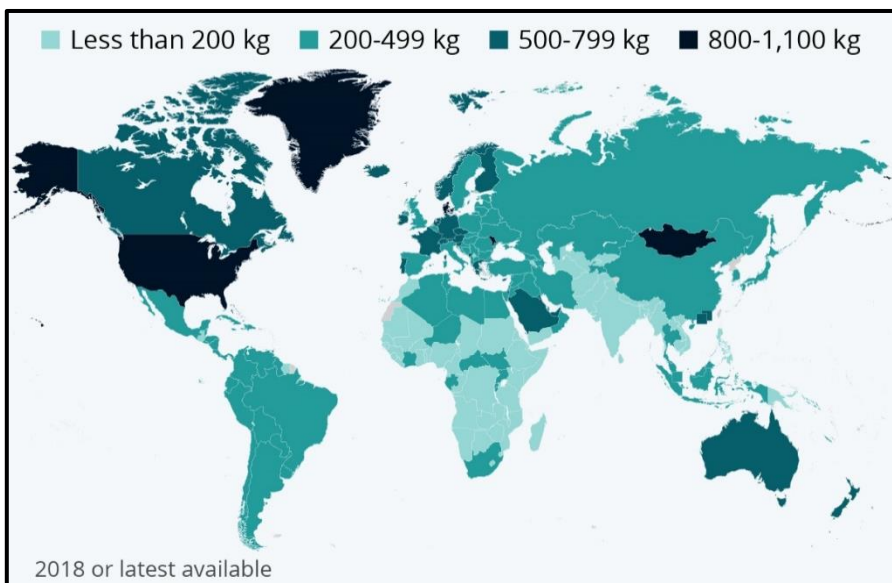 Less than 200 kg 200-499 kg 500-799 kg 800-1,100 kg
2018 or latest available